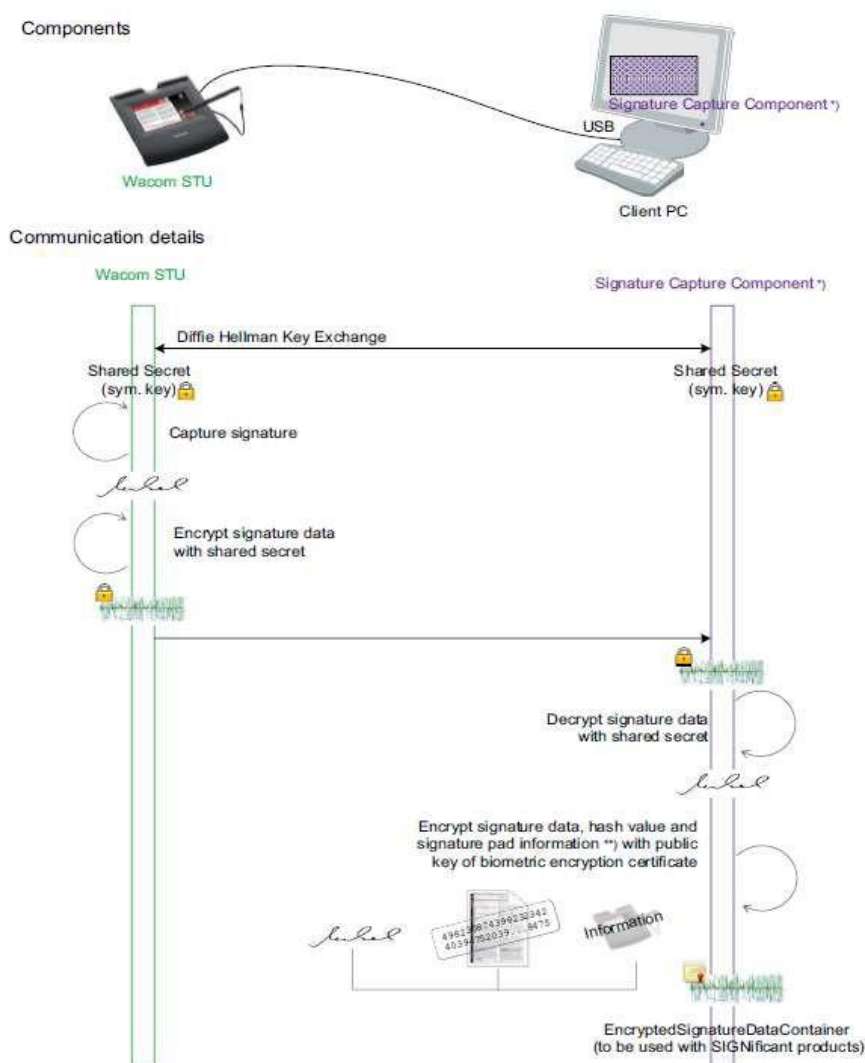 Components
Signature Capture Component *)
USB
Wacom STU
Client PC
Communication details
Wacom STU
Signature Capture Component *)
Diffie Hellman Key Exchange
Shared Secret
(sym. key)
Shared Secret
(sym. key)
Capture signature
Encrypt signature data
with shared secret
Decrypt signature data
with shared secret
Encrypt signature data, hash value and
signature pad information **) with public
key of biometric encryption certificate
Information
EncryptedSignatureDataContainer
(to be used with SIGNificant products)